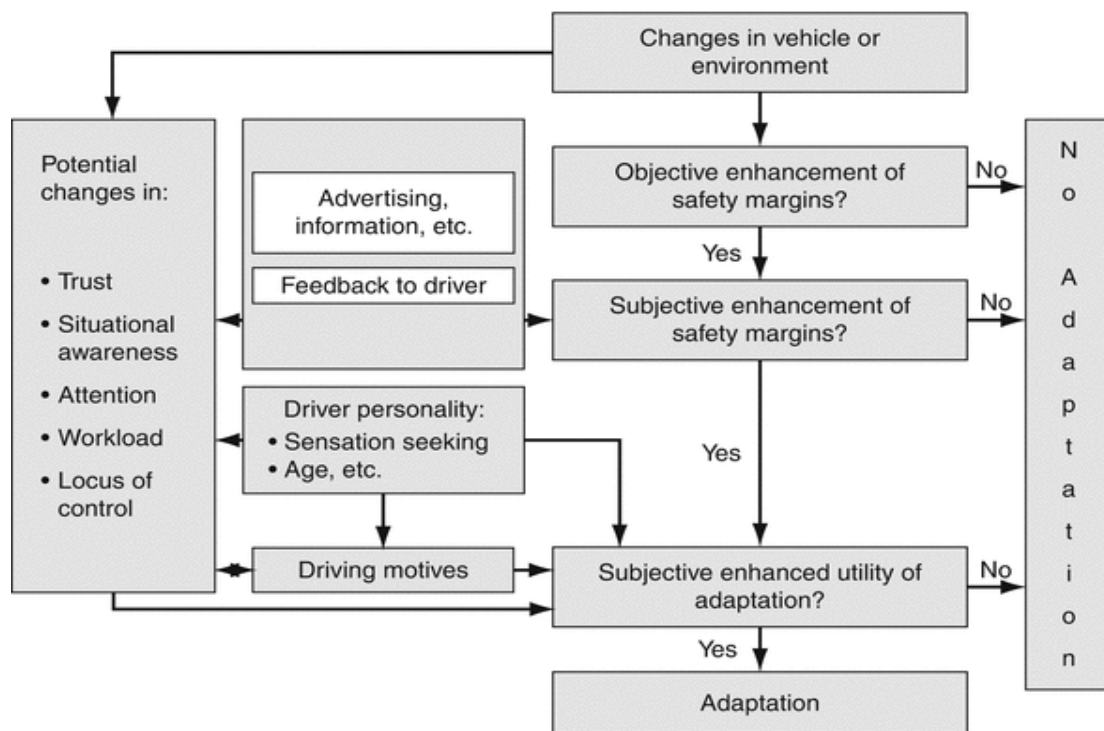 Changes in vehicle or
environment
Potential
changes in:
• Trust
• Situational
awareness
• Attention
• Workload
• Locus of
control
Advertising,
information, etc.
Feedback to driver
Driver personality:
• Sensation seeking
• Age, etc.
Driving motives
Objective enhancement of
safety margins?
No
Yes
Subjective enhancement of
safety margins?
No
Yes
Subjective enhanced utility of
adaptation?
No
Yes
Adaptation
N
o
A
d
a
p
t
a
t
i
o
n